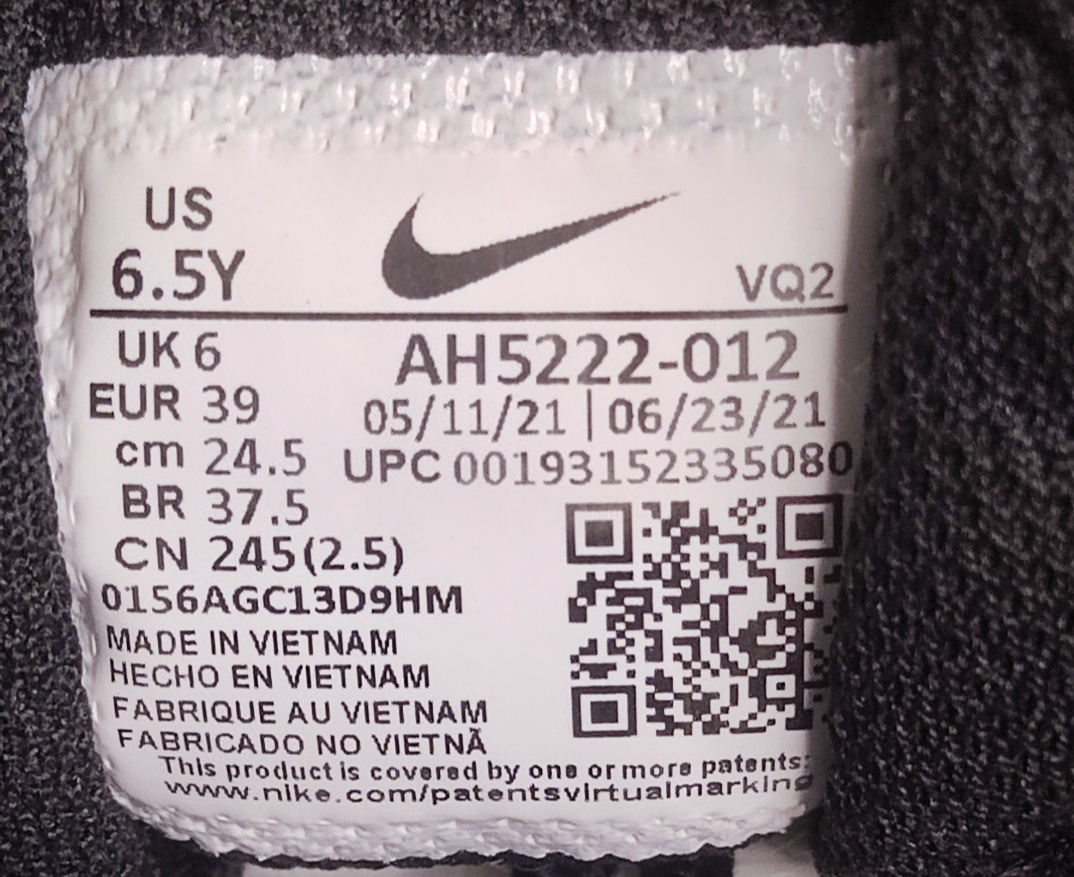 US
6.5Y
VQ2
UK 6
AH5222-012
EUR 39
05/11/21 | 06/23/21
cm 24.5
UPC 00193152335080
BR 37.5
CN 245(2.5)
0156AGC13D9HM
MADE IN VIETNAM
HECHO EN VIETNAM
FABRIQUE AU VIETNAM
FABRICADO NO VIETNÃ
This product is covered by one or more patents:
www.nike.com/patentsvirtualmarking